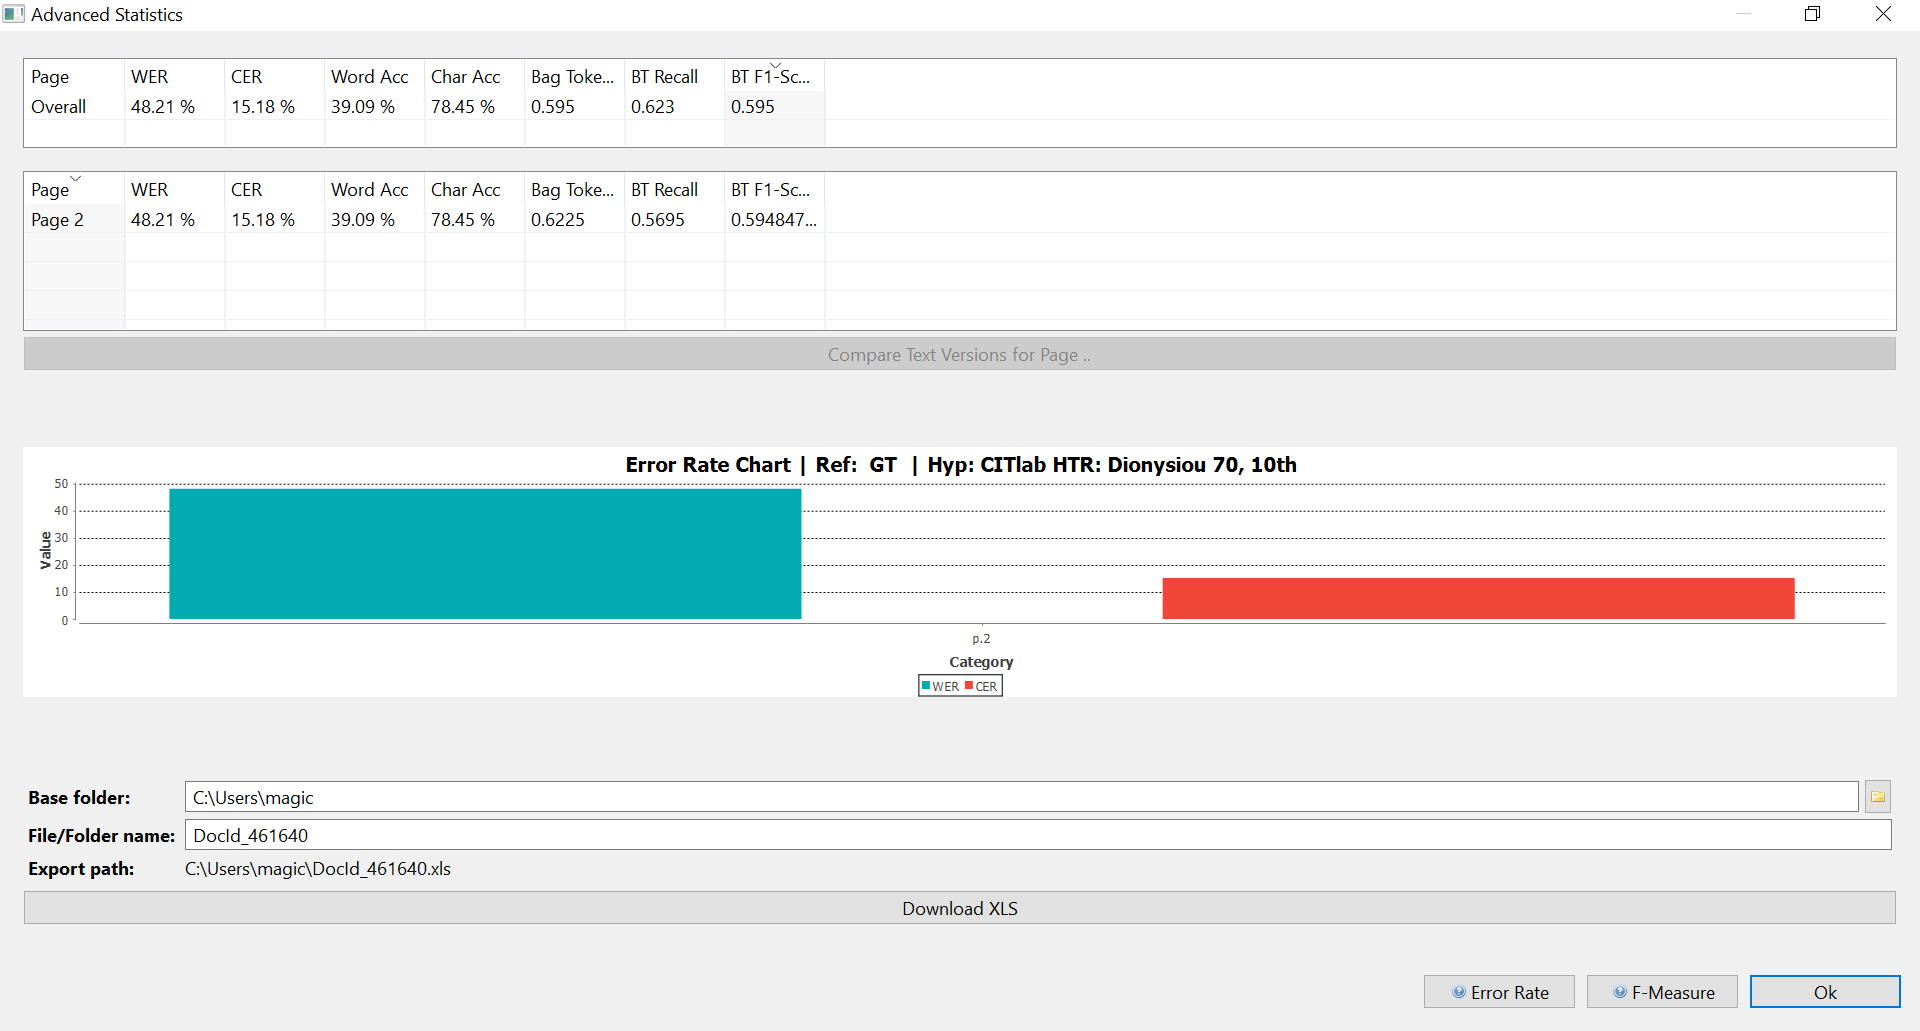 Advanced Statistics
Page WER CER Word Acc Char Acc Bag Toke... BT Recall BT F1-Sc...
Overall 48.21 % 15.18 % 39.09 % 78.45 % 0.595 0.623 0.595
Page WER CER Word Acc Char Acc Bag Toke... BT Recall BT F1-Sc...
Page 2 48.21 % 15.18 % 39.09 % 78.45 % 0.6225 0.5695 0.594847...
Compare Text Versions for Page ..
Error Rate Chart | Ref: GT | Hyp: CITlab HTR: Dionysiou 70, 10th
50
40
30
20
10
0
Value
p.2
Category
WER CER
Base folder: C:\Users\magic
File/Folder name: DocId_461640
Export path: C:\Users\magic\DocId_461640.xls
Download XLS
Error Rate F-Measure Ok